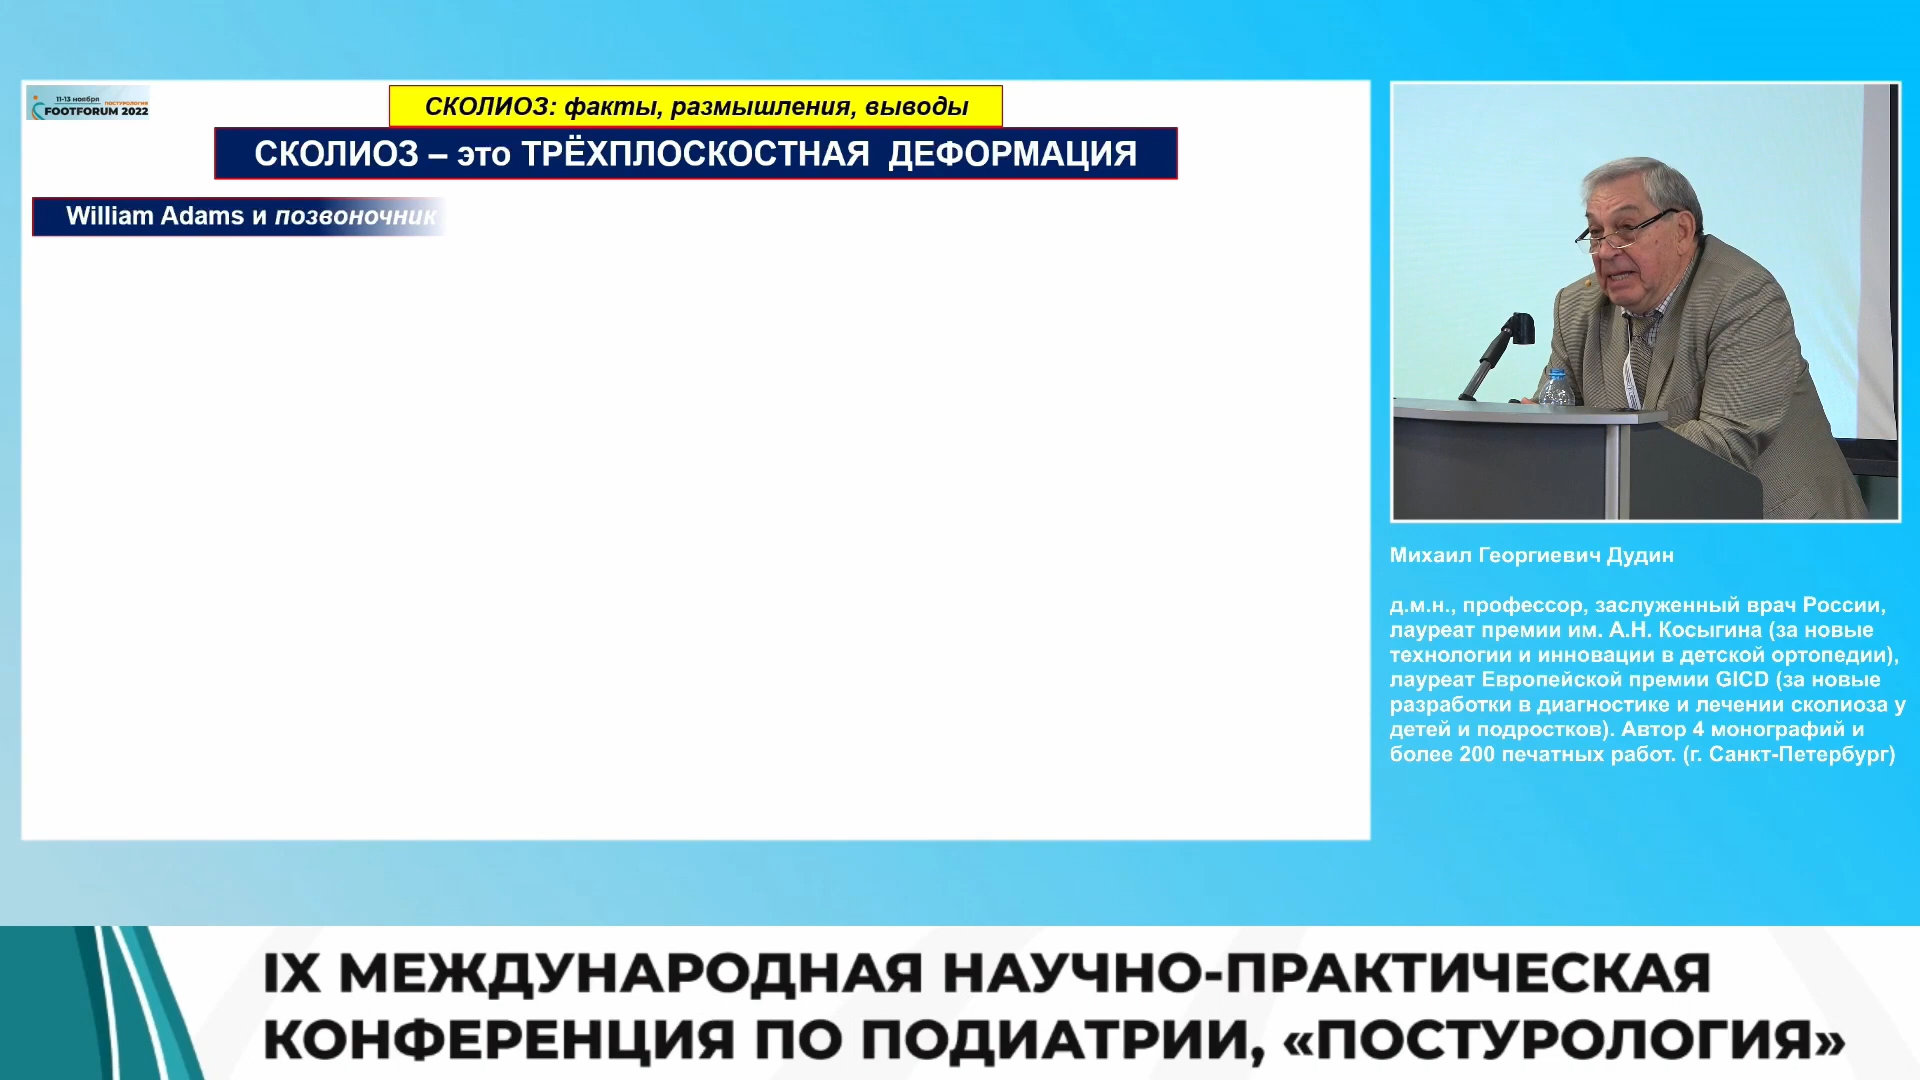 11-13 ноября
ПОСТУРОЛОГИЯ
FOOTFORUM 2022
СКОЛИОЗ: факты, размышления, выводы
СКОЛИОЗ – это ТРЁХПЛОСКОСТНАЯ ДЕФОРМАЦИЯ
William Adams и позвоночник
Михаил Георгиевич Дудин
д.м.н., профессор, заслуженный врач России,
лауреат премии им. А.Н. Косыгина (за новые
технологии и инновации в детской ортопедии),
лауреат Европейской премии GICD (за новые
разработки в диагностике и лечении сколиоза у
детей и подростков). Автор 4 монографий и
более 200 печатных работ. (г. Санкт-Петербург)
IX МЕЖДУНАРОДНАЯ НАУЧНО-ПРАКТИЧЕСКАЯ
КОНФЕРЕНЦИЯ ПО ПОДИАТРИИ, «ПОСТУРОЛОГИЯ»